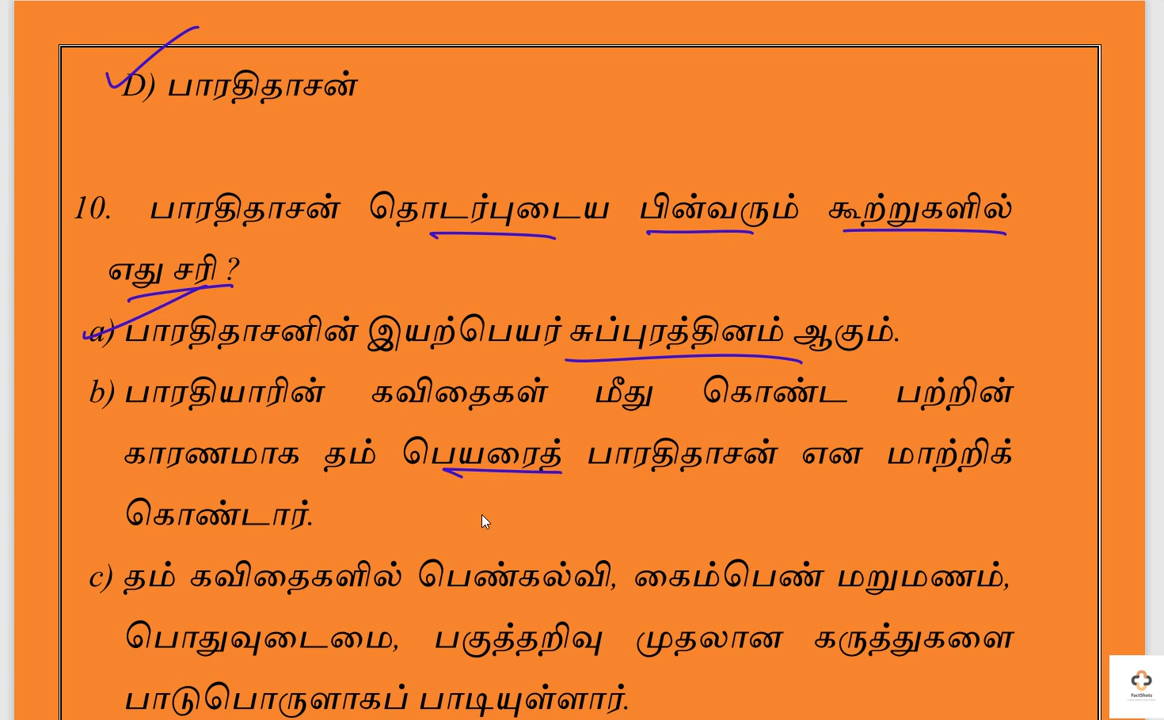 D) பாரதிதாசன்
10. பாரதிதாசன் தொடர்புடைய பின்வரும் கூற்றுகளில்
எது சரி ?
a) பாரதிதாசனின் இயற்பெயர் சுப்புரத்தினம் ஆகும்.
b) பாரதியாரின் கவிதைகள் மீது கொண்ட பற்றின்
காரணமாக தம் பெயரைத் பாரதிதாசன் என மாற்றிக்
கொண்டார்.
c) தம் கவிதைகளில் பெண்கல்வி, கைம்பெண் மறுமணம்,
பொதுவுடைமை, பகுத்தறிவு முதலான கருத்துகளை
பாடுபொருளாகப் பாடியுள்ளார்.
FactShots